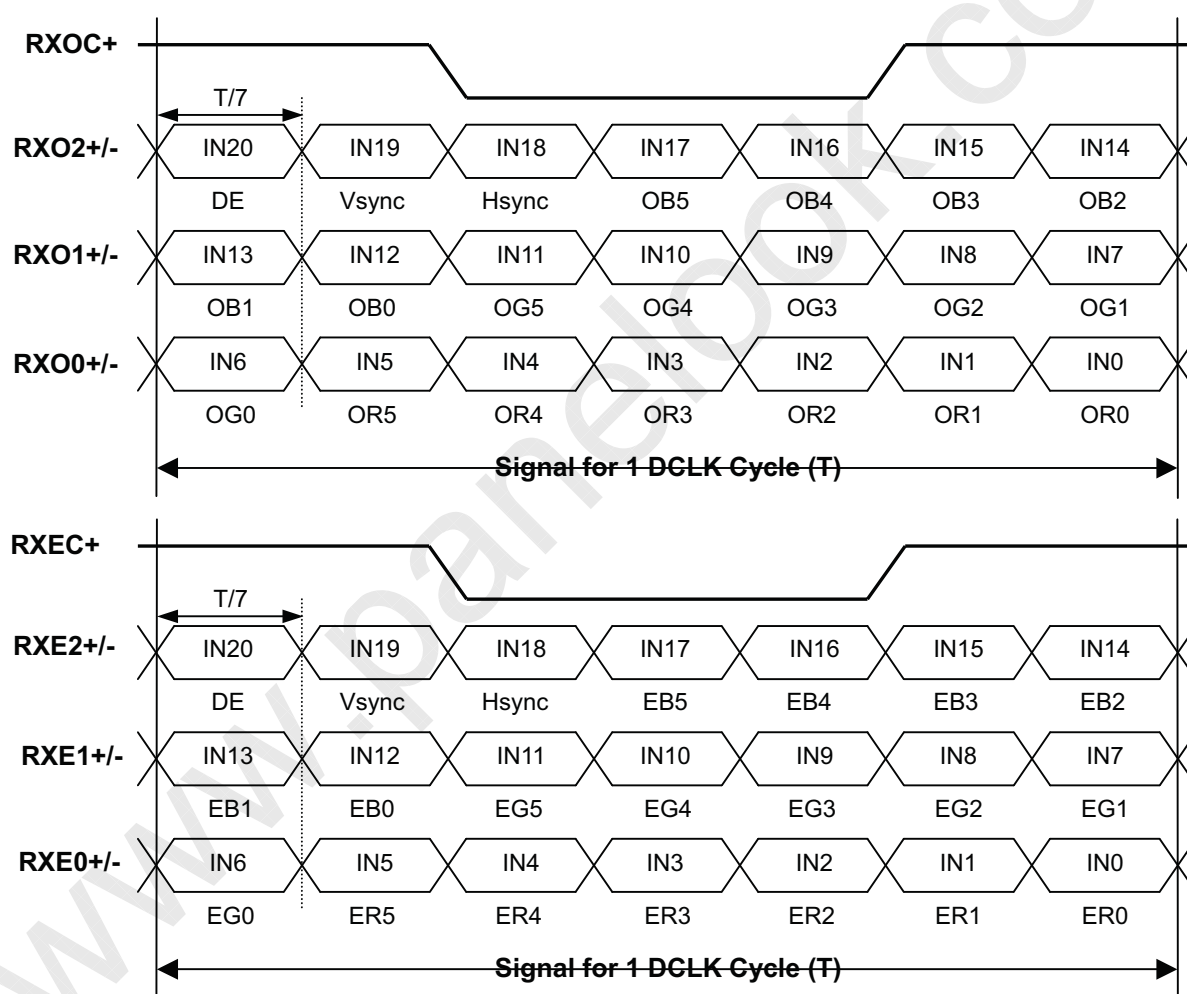 RXOC+
T/7
RXO2+/- IN20 IN19 IN18 IN17 IN16 IN15 IN14
DE Vsync Hsync OB5 OB4 OB3 OB2
RXO1+/- IN13 IN12 IN11 IN10 IN9 IN8 IN7
OB1 OB0 OG5 OG4 OG3 OG2 OG1
RXO0+/- IN6 IN5 IN4 IN3 IN2 IN1 IN0
OG0 OR5 OR4 OR3 OR2 OR1 OR0
Signal for 1 DCLK Cycle (T)
RXEC+
T/7
RXE2+/- IN20 IN19 IN18 IN17 IN16 IN15 IN14
DE Vsync Hsync EB5 EB4 EB3 EB2
RXE1+/- IN13 IN12 IN11 IN10 IN9 IN8 IN7
EB1 EB0 EG5 EG4 EG3 EG2 EG1
RXE0+/- IN6 IN5 IN4 IN3 IN2 IN1 IN0
EG0 ER5 ER4 ER3 ER2 ER1 ER0
Signal for 1 DCLK Cycle (T)
www.panelook.co